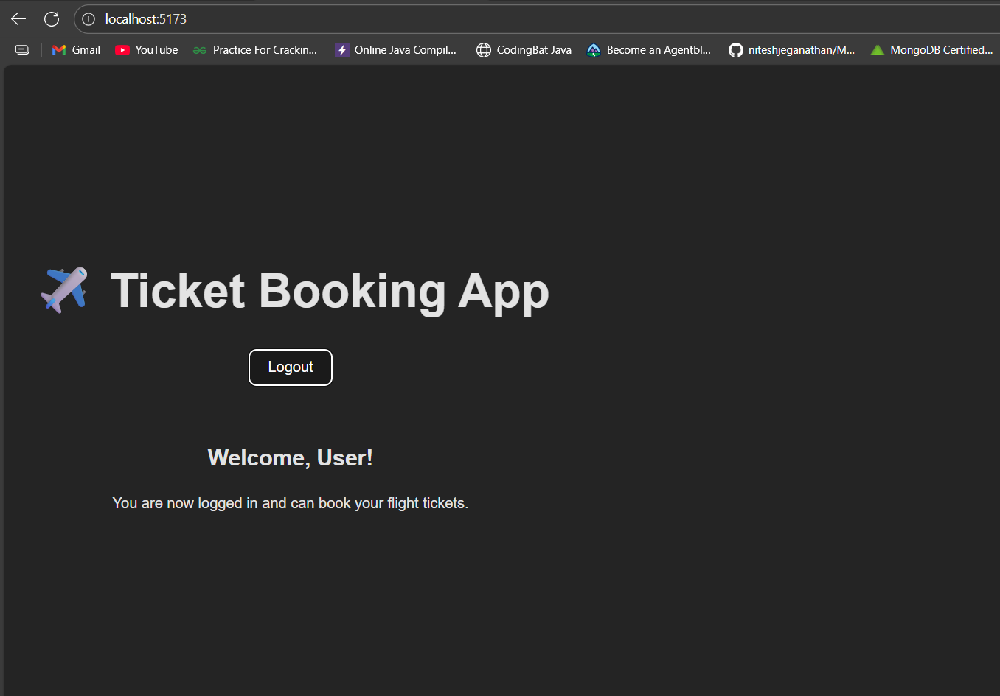 localhost:5173
Gmail YouTube Practice For Crackin... Online Java Compil... CodingBat Java Become an Agentbl... niteshjeganathan/M... MongoDB Certified...
Ticket Booking App
Logout
Welcome, User!
You are now logged in and can book your flight tickets.